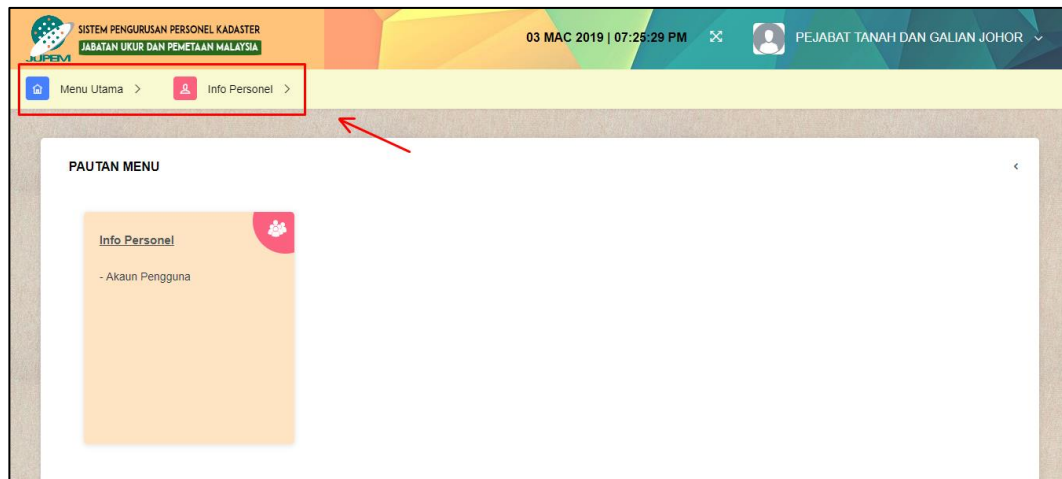 SISTEM PENGURUSAN PERSONEL KADASTER
JABATAN UKUR DAN PEMETAAN MALAYSIA
JUPEM
03 MAC 2019 | 07:25:29 PM
PEJABAT TANAH DAN GALIAN JOHOR
Menu Utama >
Info Personel >
PAUTAN MENU
Info Personel
- Akaun Pengguna